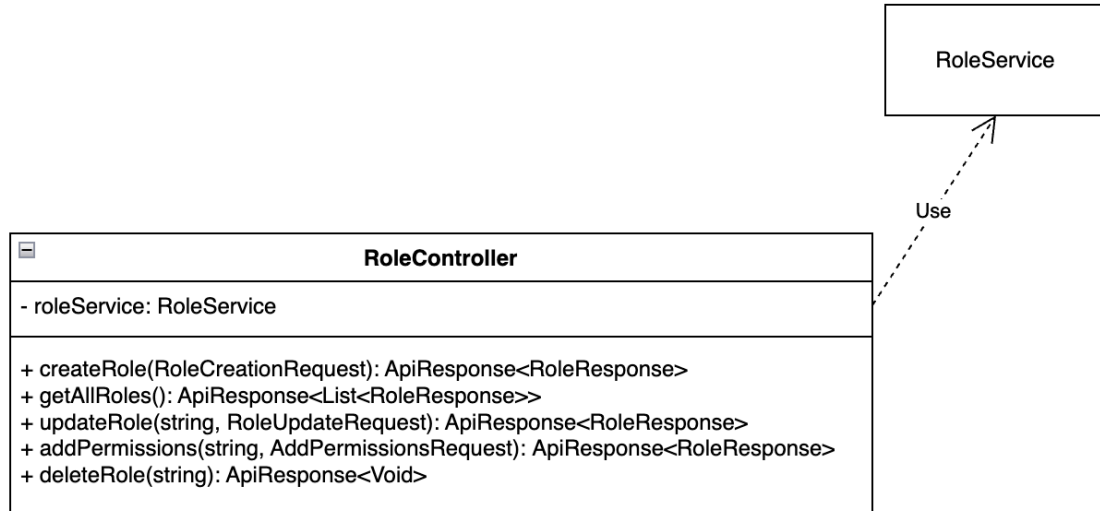 RoleService
Use
RoleController
- roleService: RoleService
+ createRole(RoleCreationRequest): ApiResponse<RoleResponse>
+ getAllRoles(): ApiResponse<List<RoleResponse>>
+ updateRole(string, RoleUpdateRequest): ApiResponse<RoleResponse>
+ addPermissions(string, AddPermissionsRequest): ApiResponse<RoleResponse>
+ deleteRole(string): ApiResponse<Void>